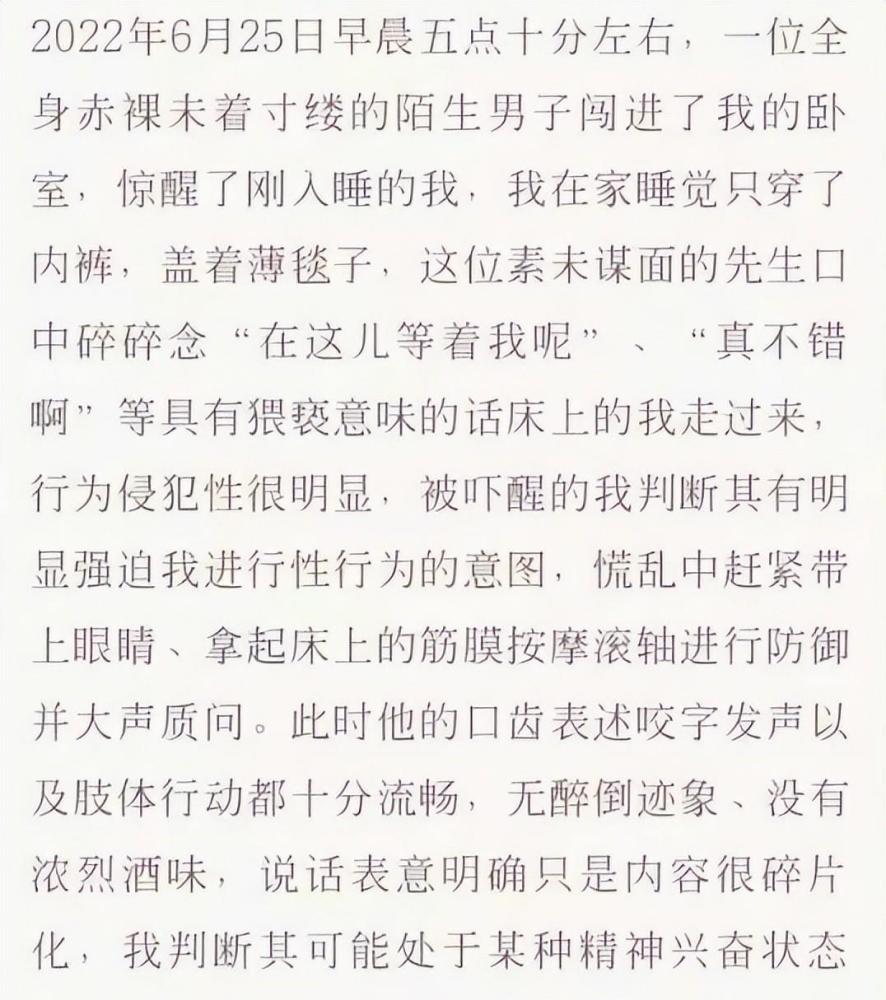 2022年6月25日早晨五点十分左右，一位全
身赤裸未着寸缕的陌生男子闯进了我的卧
室，惊醒了刚入睡的我，我在家睡觉只穿了
内裤，盖着薄毯子，这位素未谋面的先生口
中碎碎念“在这儿等着我呢”、“真不错
啊”等具有猥亵意味的话床上的我走过来，
行为侵犯性很明显，被吓醒的我判断其有明
显强迫我进行性行为的意图，慌乱中赶紧带
上眼睛、拿起床上的筋膜按摩滚轴进行防御
并大声质问。此时他的口齿表述咬字发声以
及肢体行动都十分流畅，无醉倒迹象、没有
浓烈酒味，说话表意明确只是内容很碎片
化，我判断其可能处于某种精神兴奋状态